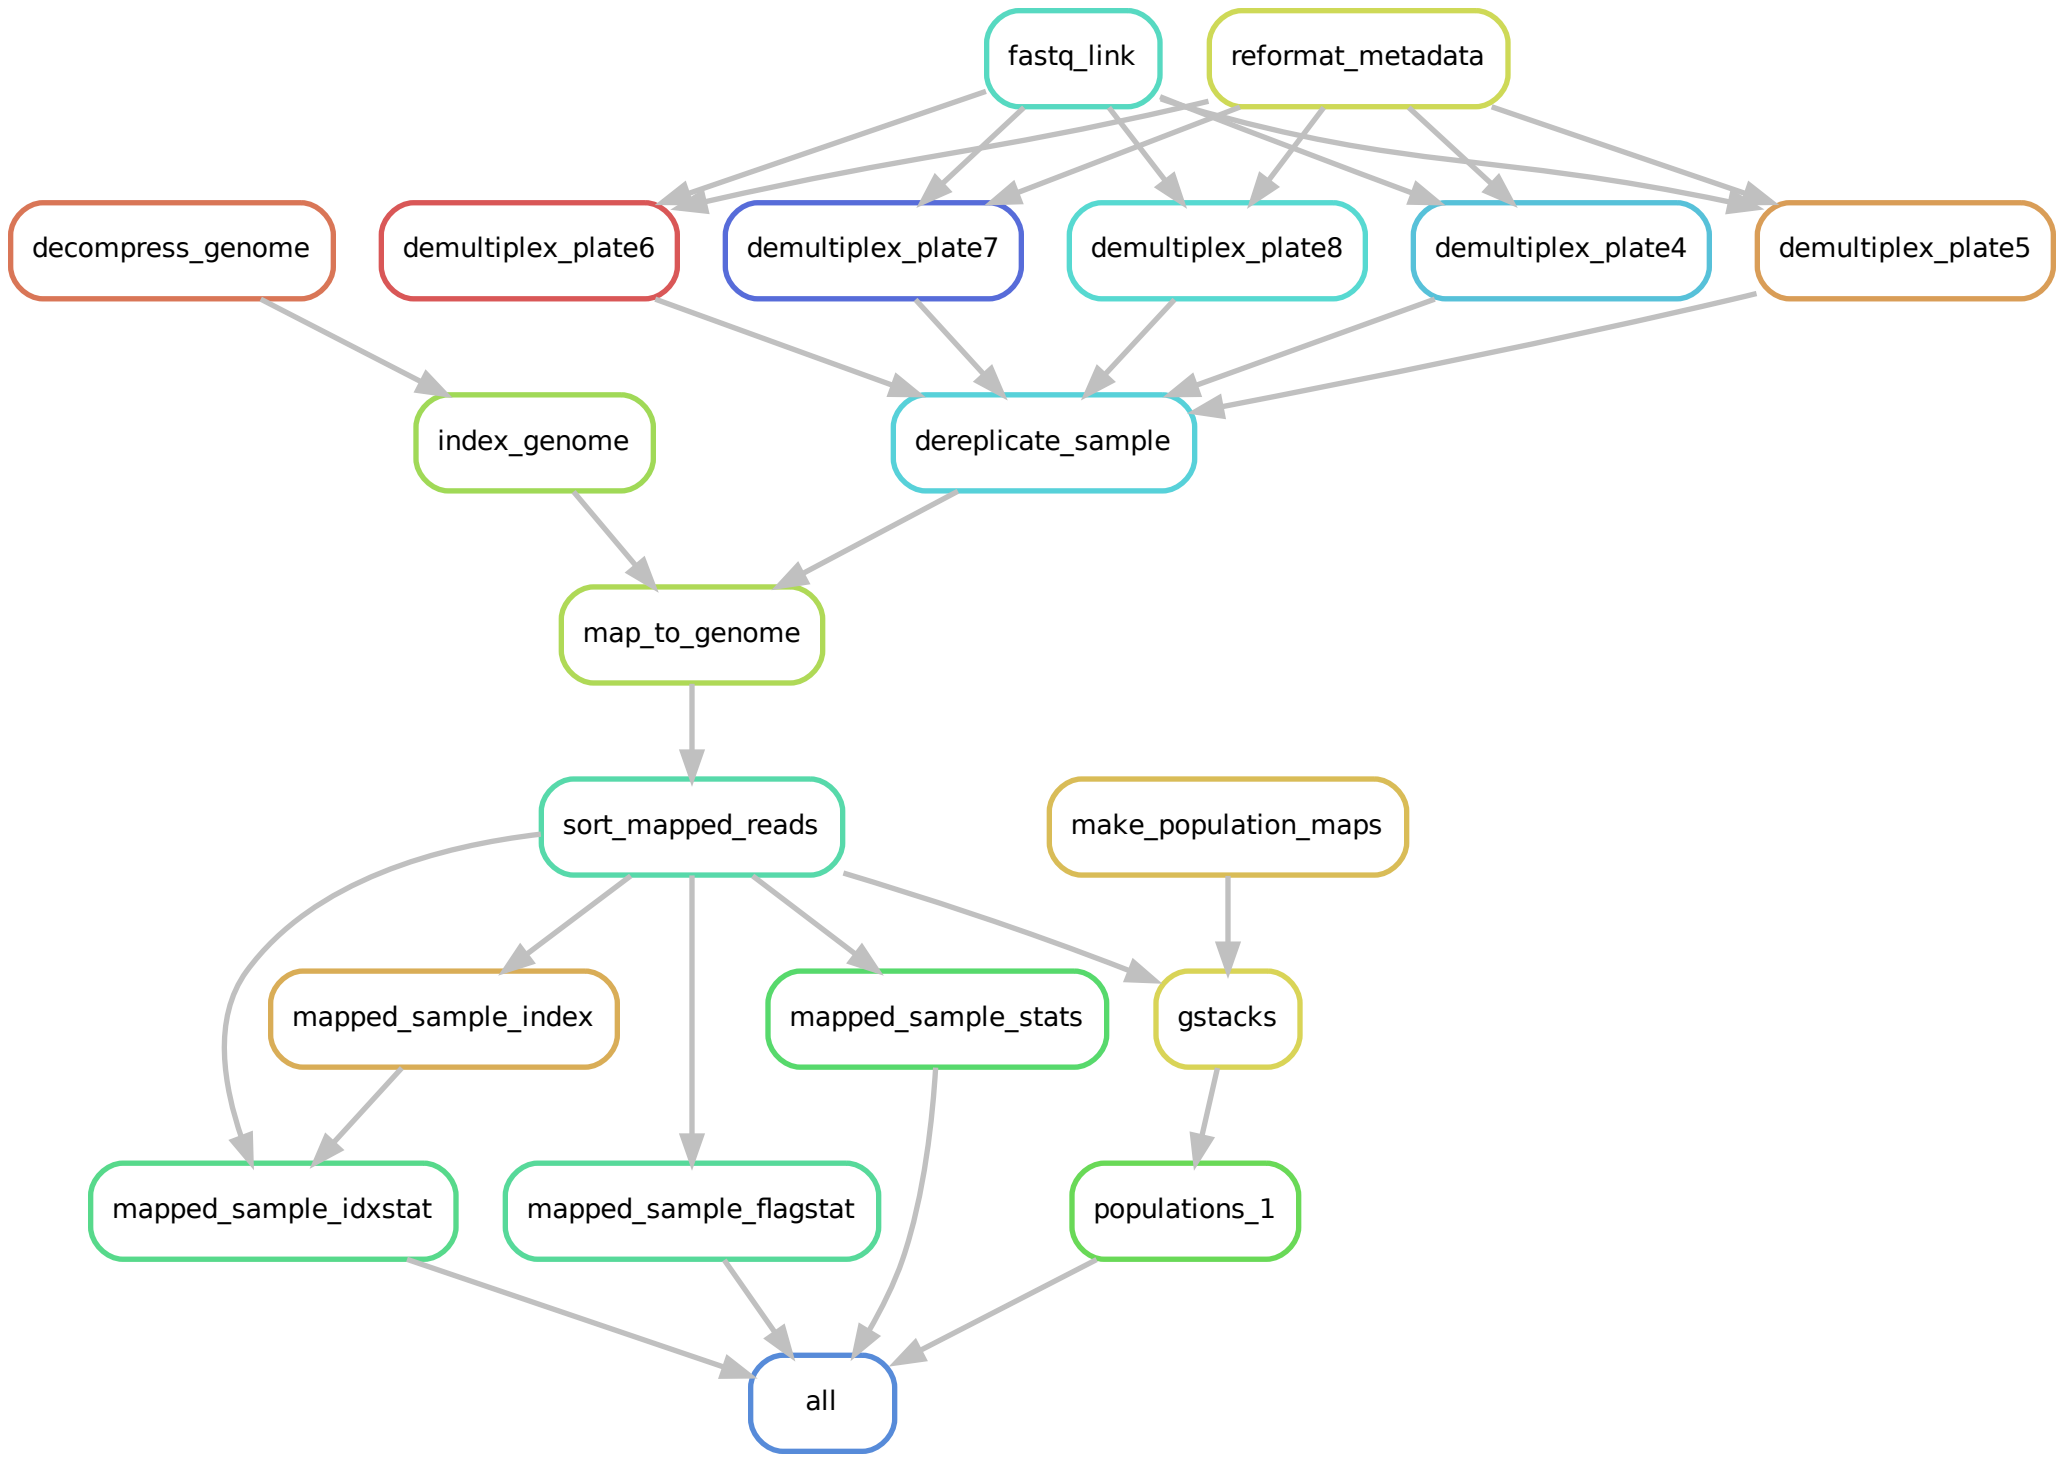 fastq_link
reformat_metadata
decompress_genome
demultiplex_plate6
demultiplex_plate7
demultiplex_plate8
demultiplex_plate4
demultiplex_plate5
index_genome
dereplicate_sample
map_to_genome
sort_mapped_reads
make_population_maps
mapped_sample_index
mapped_sample_stats
gstacks
mapped_sample_idxstat
mapped_sample_flagstat
populations_1
all